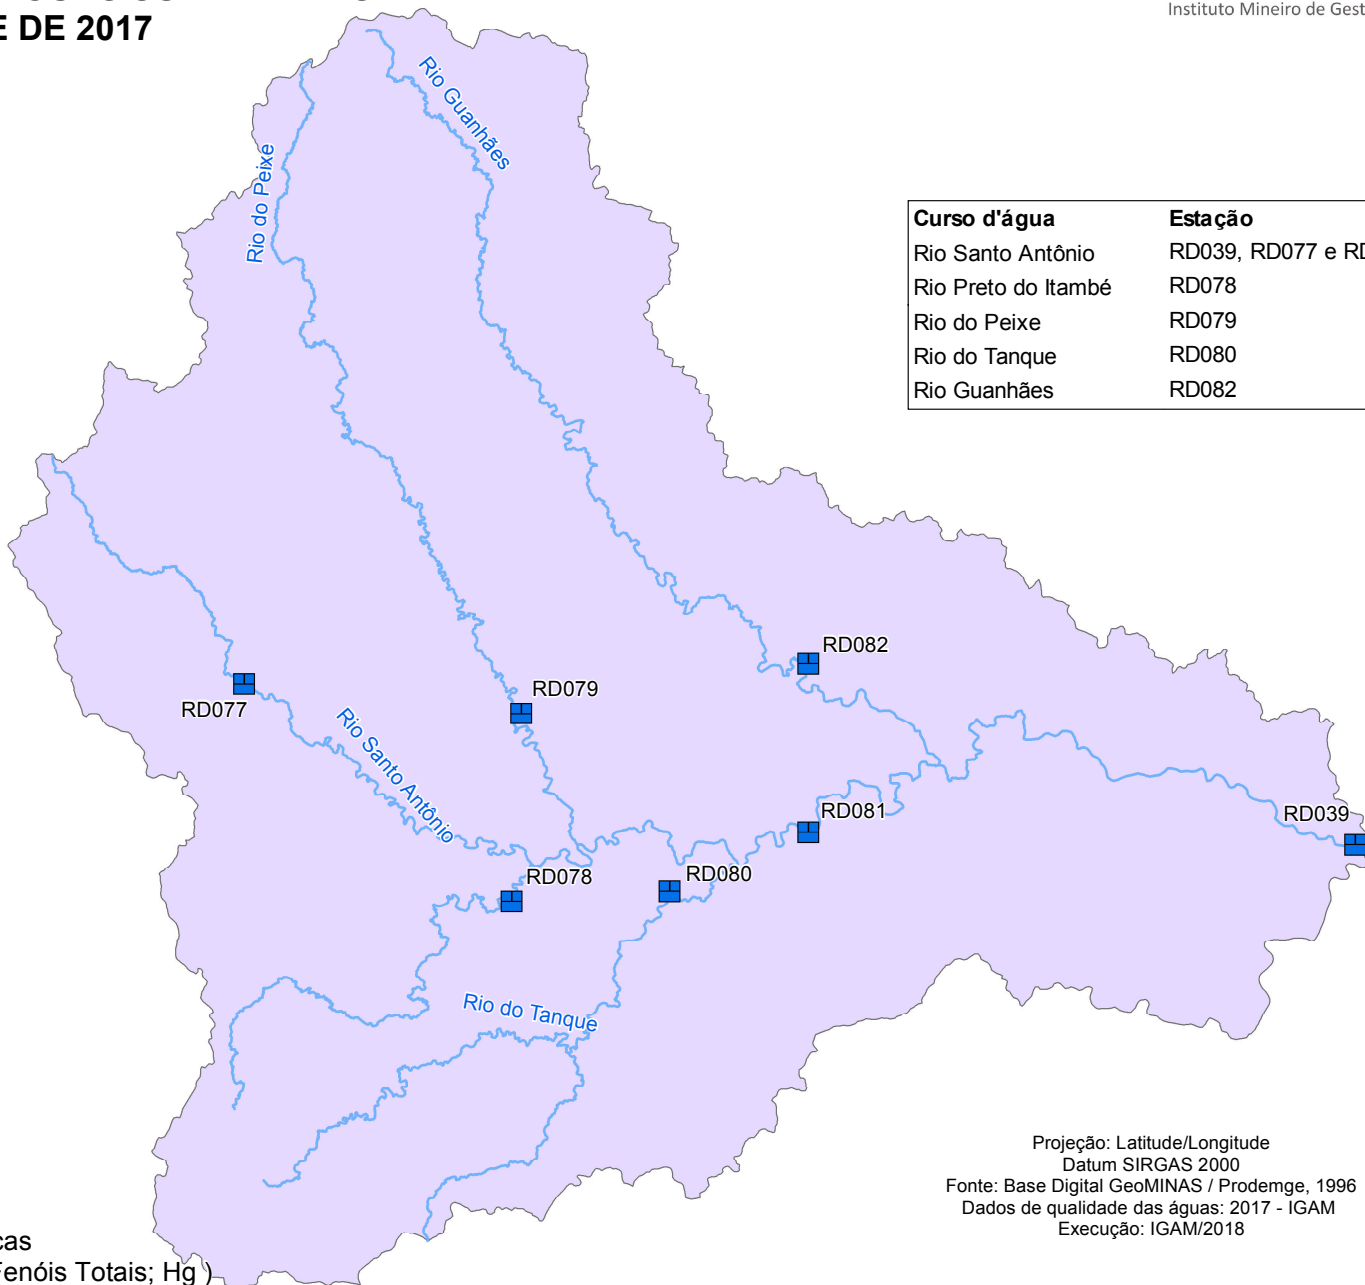 E DE 2017
Instituto Mineiro de Gest
Rio Guanhães
Rio do Peixe
Curso d'água Estação
Rio Santo Antônio RD039, RD077 e RD
Rio Preto do Itambé RD078
Rio do Peixe RD079
Rio do Tanque RD080
Rio Guanhães RD082
RD082
RD079
RD077
Rio Santo Antônio
RD081
RD039
RD078
RD080
Rio do Tanque
Projeção: Latitude/Longitude
Datum SIRGAS 2000
Fonte: Base Digital GeoMINAS / Prodemge, 1996
Dados de qualidade das águas: 2017 - IGAM
Execução: IGAM/2018
cas
Fenóis Totais; Hg )